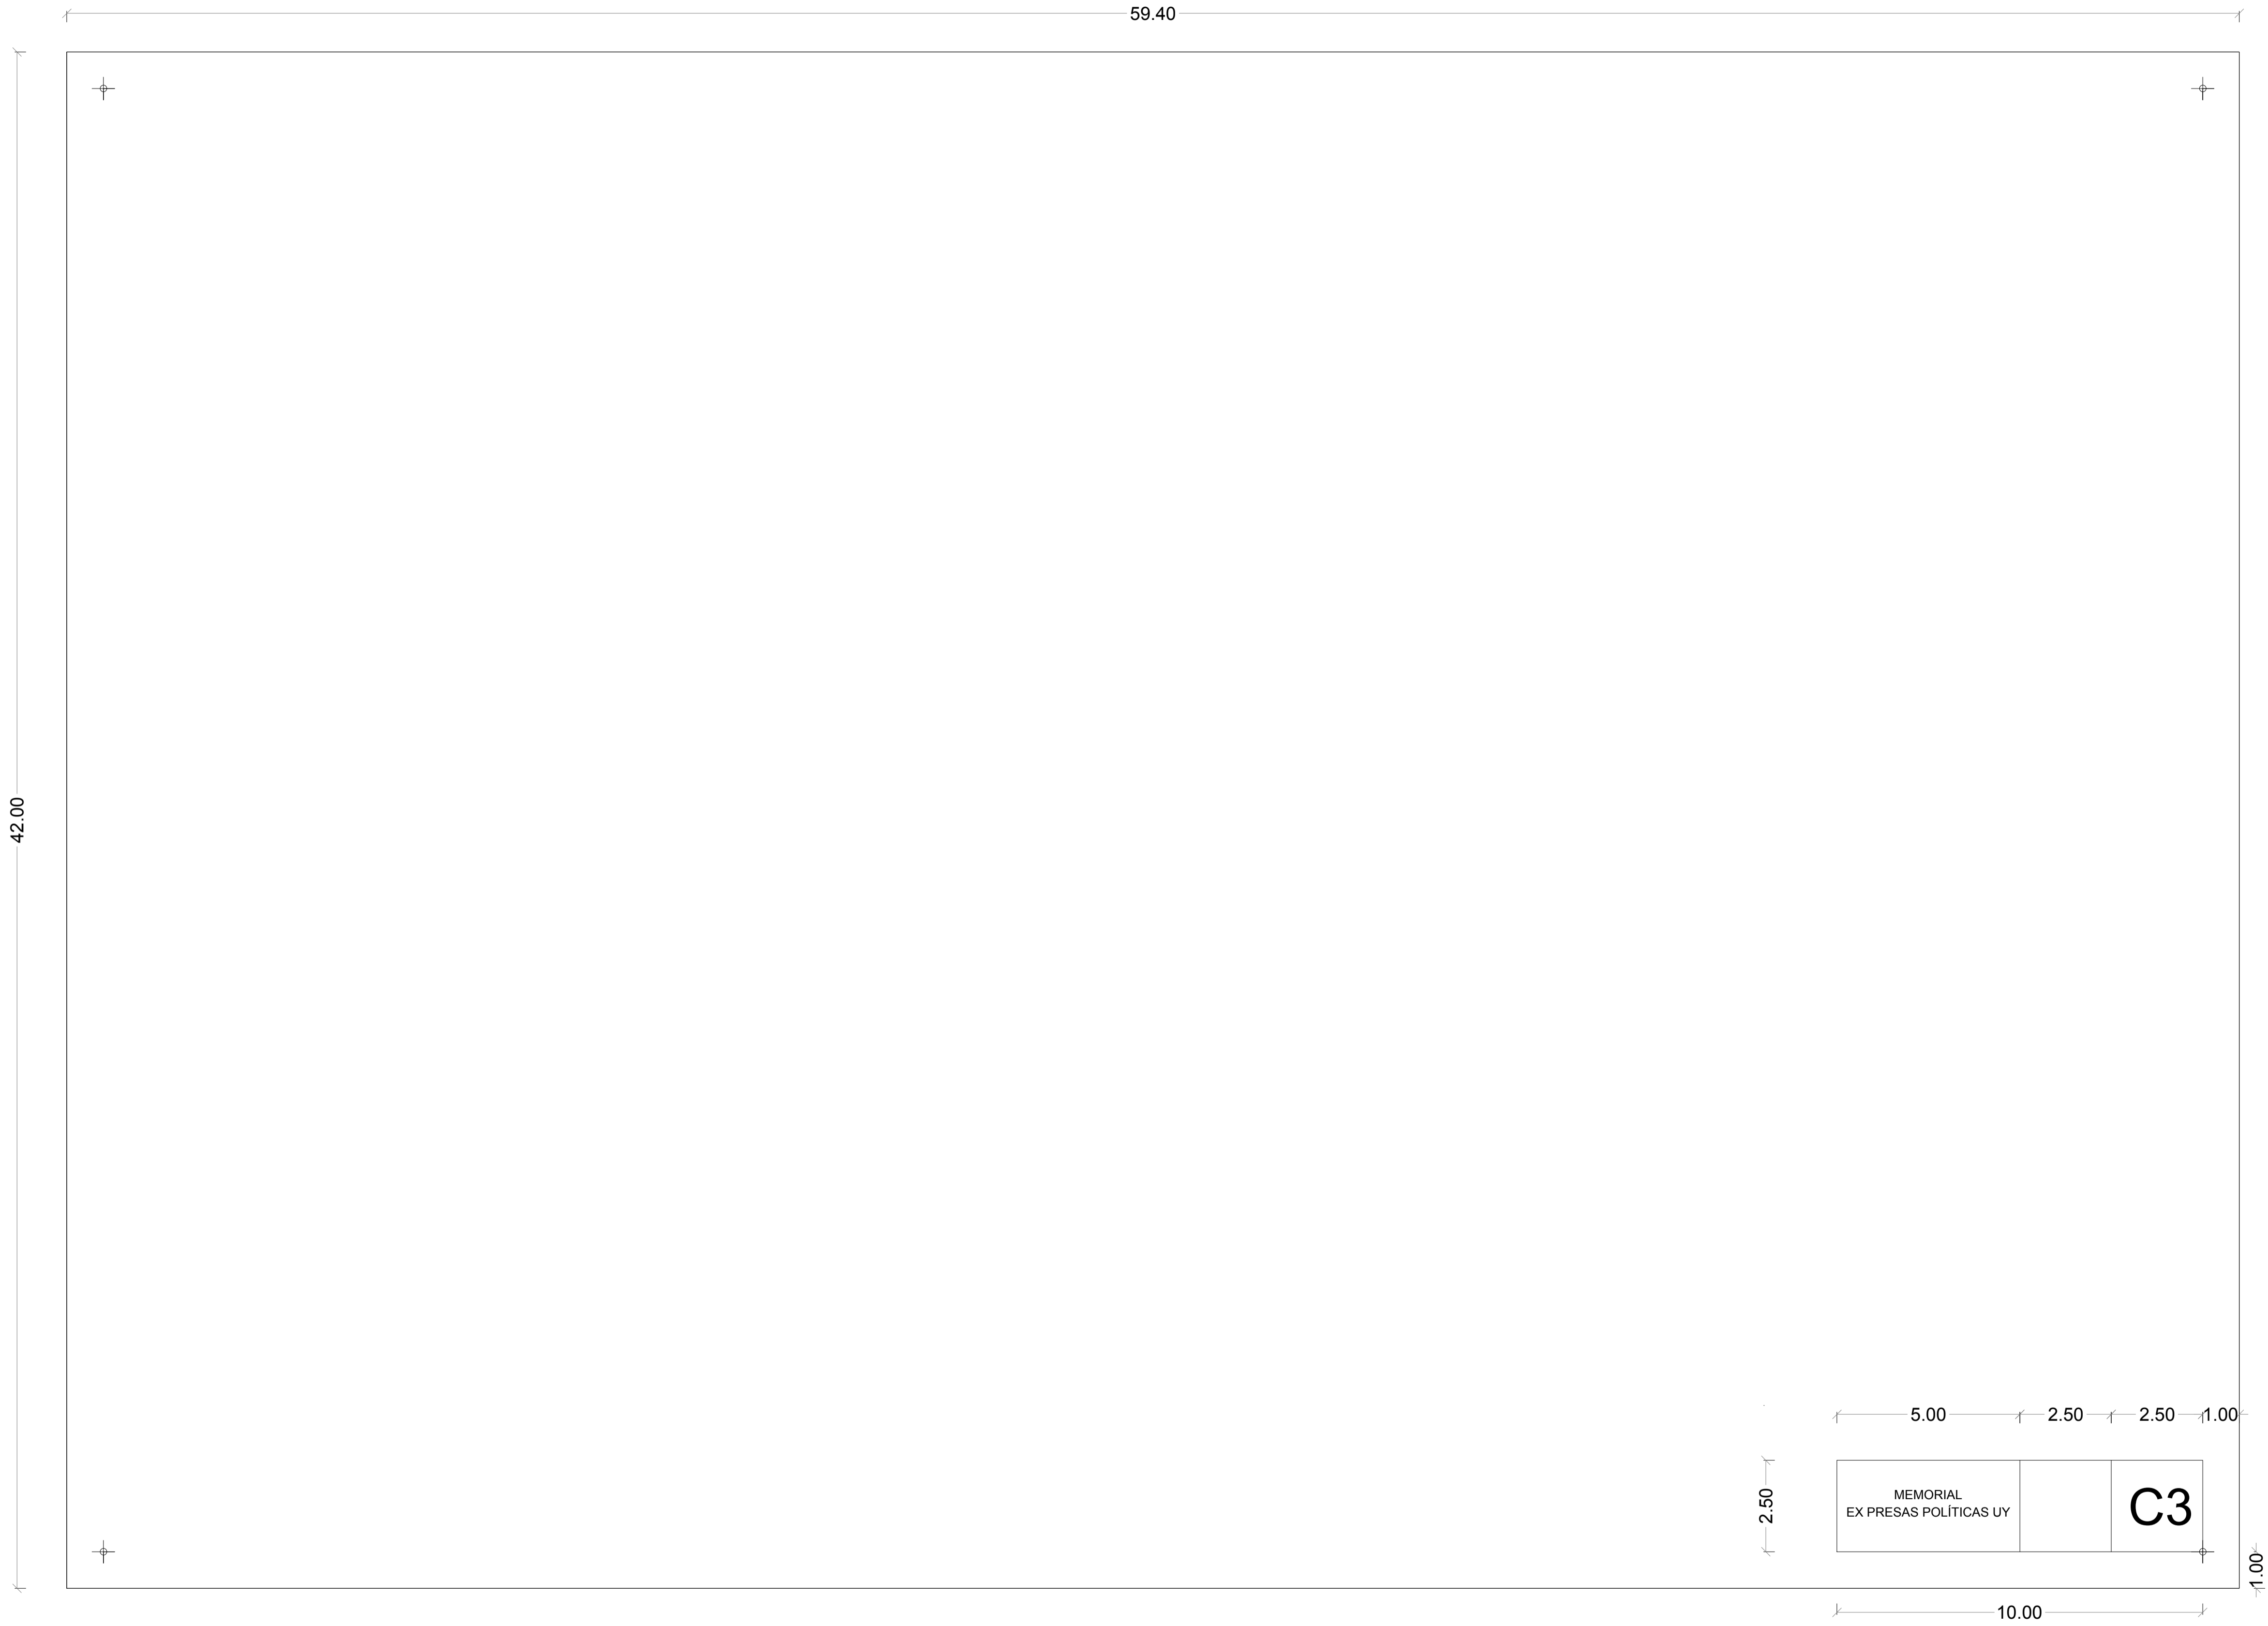 59.40
42.00
5.00 2.50 2.50 1.00
2.50
MEMORIAL
EX PRESAS POLÍTICAS UY
C3
1.00
10.00